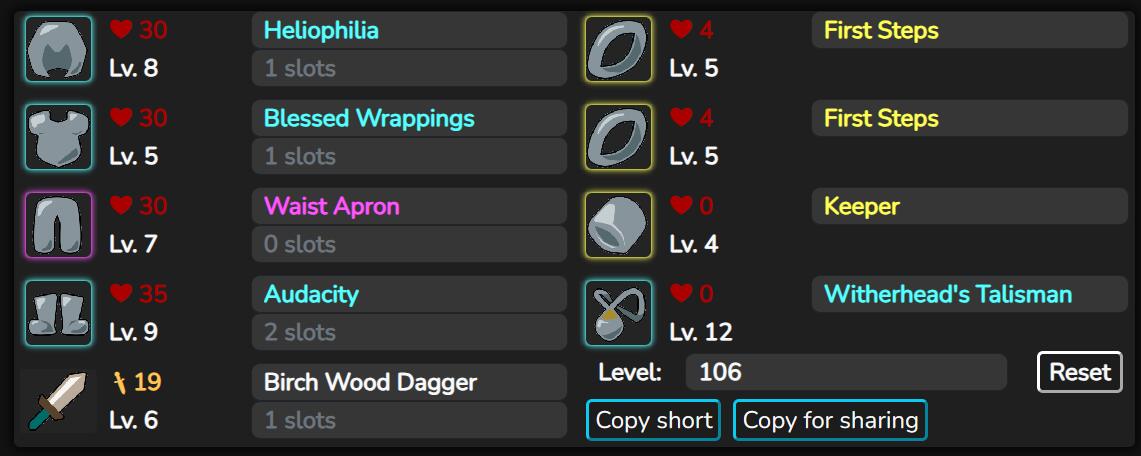 30 Heliophilia
Lv. 8 1 slots
4 First Steps
Lv. 5
30 Blessed Wrappings
Lv. 5 1 slots
4 First Steps
Lv. 5
30 Waist Apron
Lv. 7 0 slots
0 Keeper
Lv. 4
35 Audacity
Lv. 9 2 slots
0 Witherhead's Talisman
Lv. 12
19 Birch Wood Dagger
Lv. 6 1 slots
Level: 106 Reset
Copy short Copy for sharing